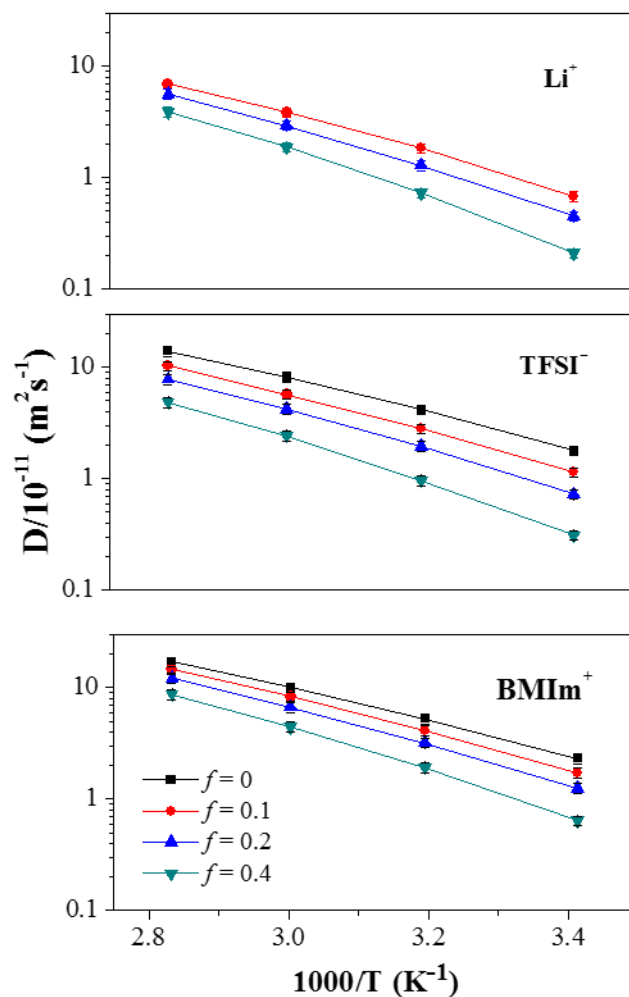 10
1
0.1
Li⁺
10
1
0.1
TFSI⁻
D/10⁻¹¹ (m²s⁻¹)
10
1
0.1
BMIm⁺
f = 0
f = 0.1
f = 0.2
f = 0.4
2.8 3.0 3.2 3.4
1000/T (K⁻¹)